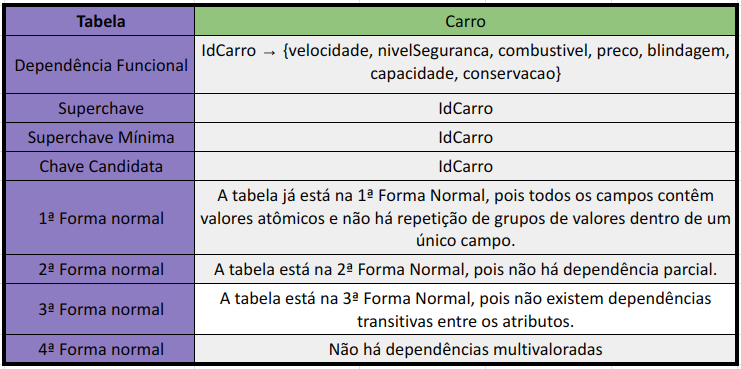 Tabela
Carro
Dependência Funcional
IdCarro → {velocidade, nivelSeguranca, combustivel, preco, blindagem,
capacidade, conservacao}
Superchave
IdCarro
Superchave Mínima
IdCarro
Chave Candidata
IdCarro
1ª Forma normal
A tabela já está na 1ª Forma Normal, pois todos os campos contêm
valores atômicos e não há repetição de grupos de valores dentro de um
único campo.
2ª Forma normal
A tabela está na 2ª Forma Normal, pois não há dependência parcial.
3ª Forma normal
A tabela está na 3ª Forma Normal, pois não existem dependências
transitivas entre os atributos.
4ª Forma normal
Não há dependências multivaloradas